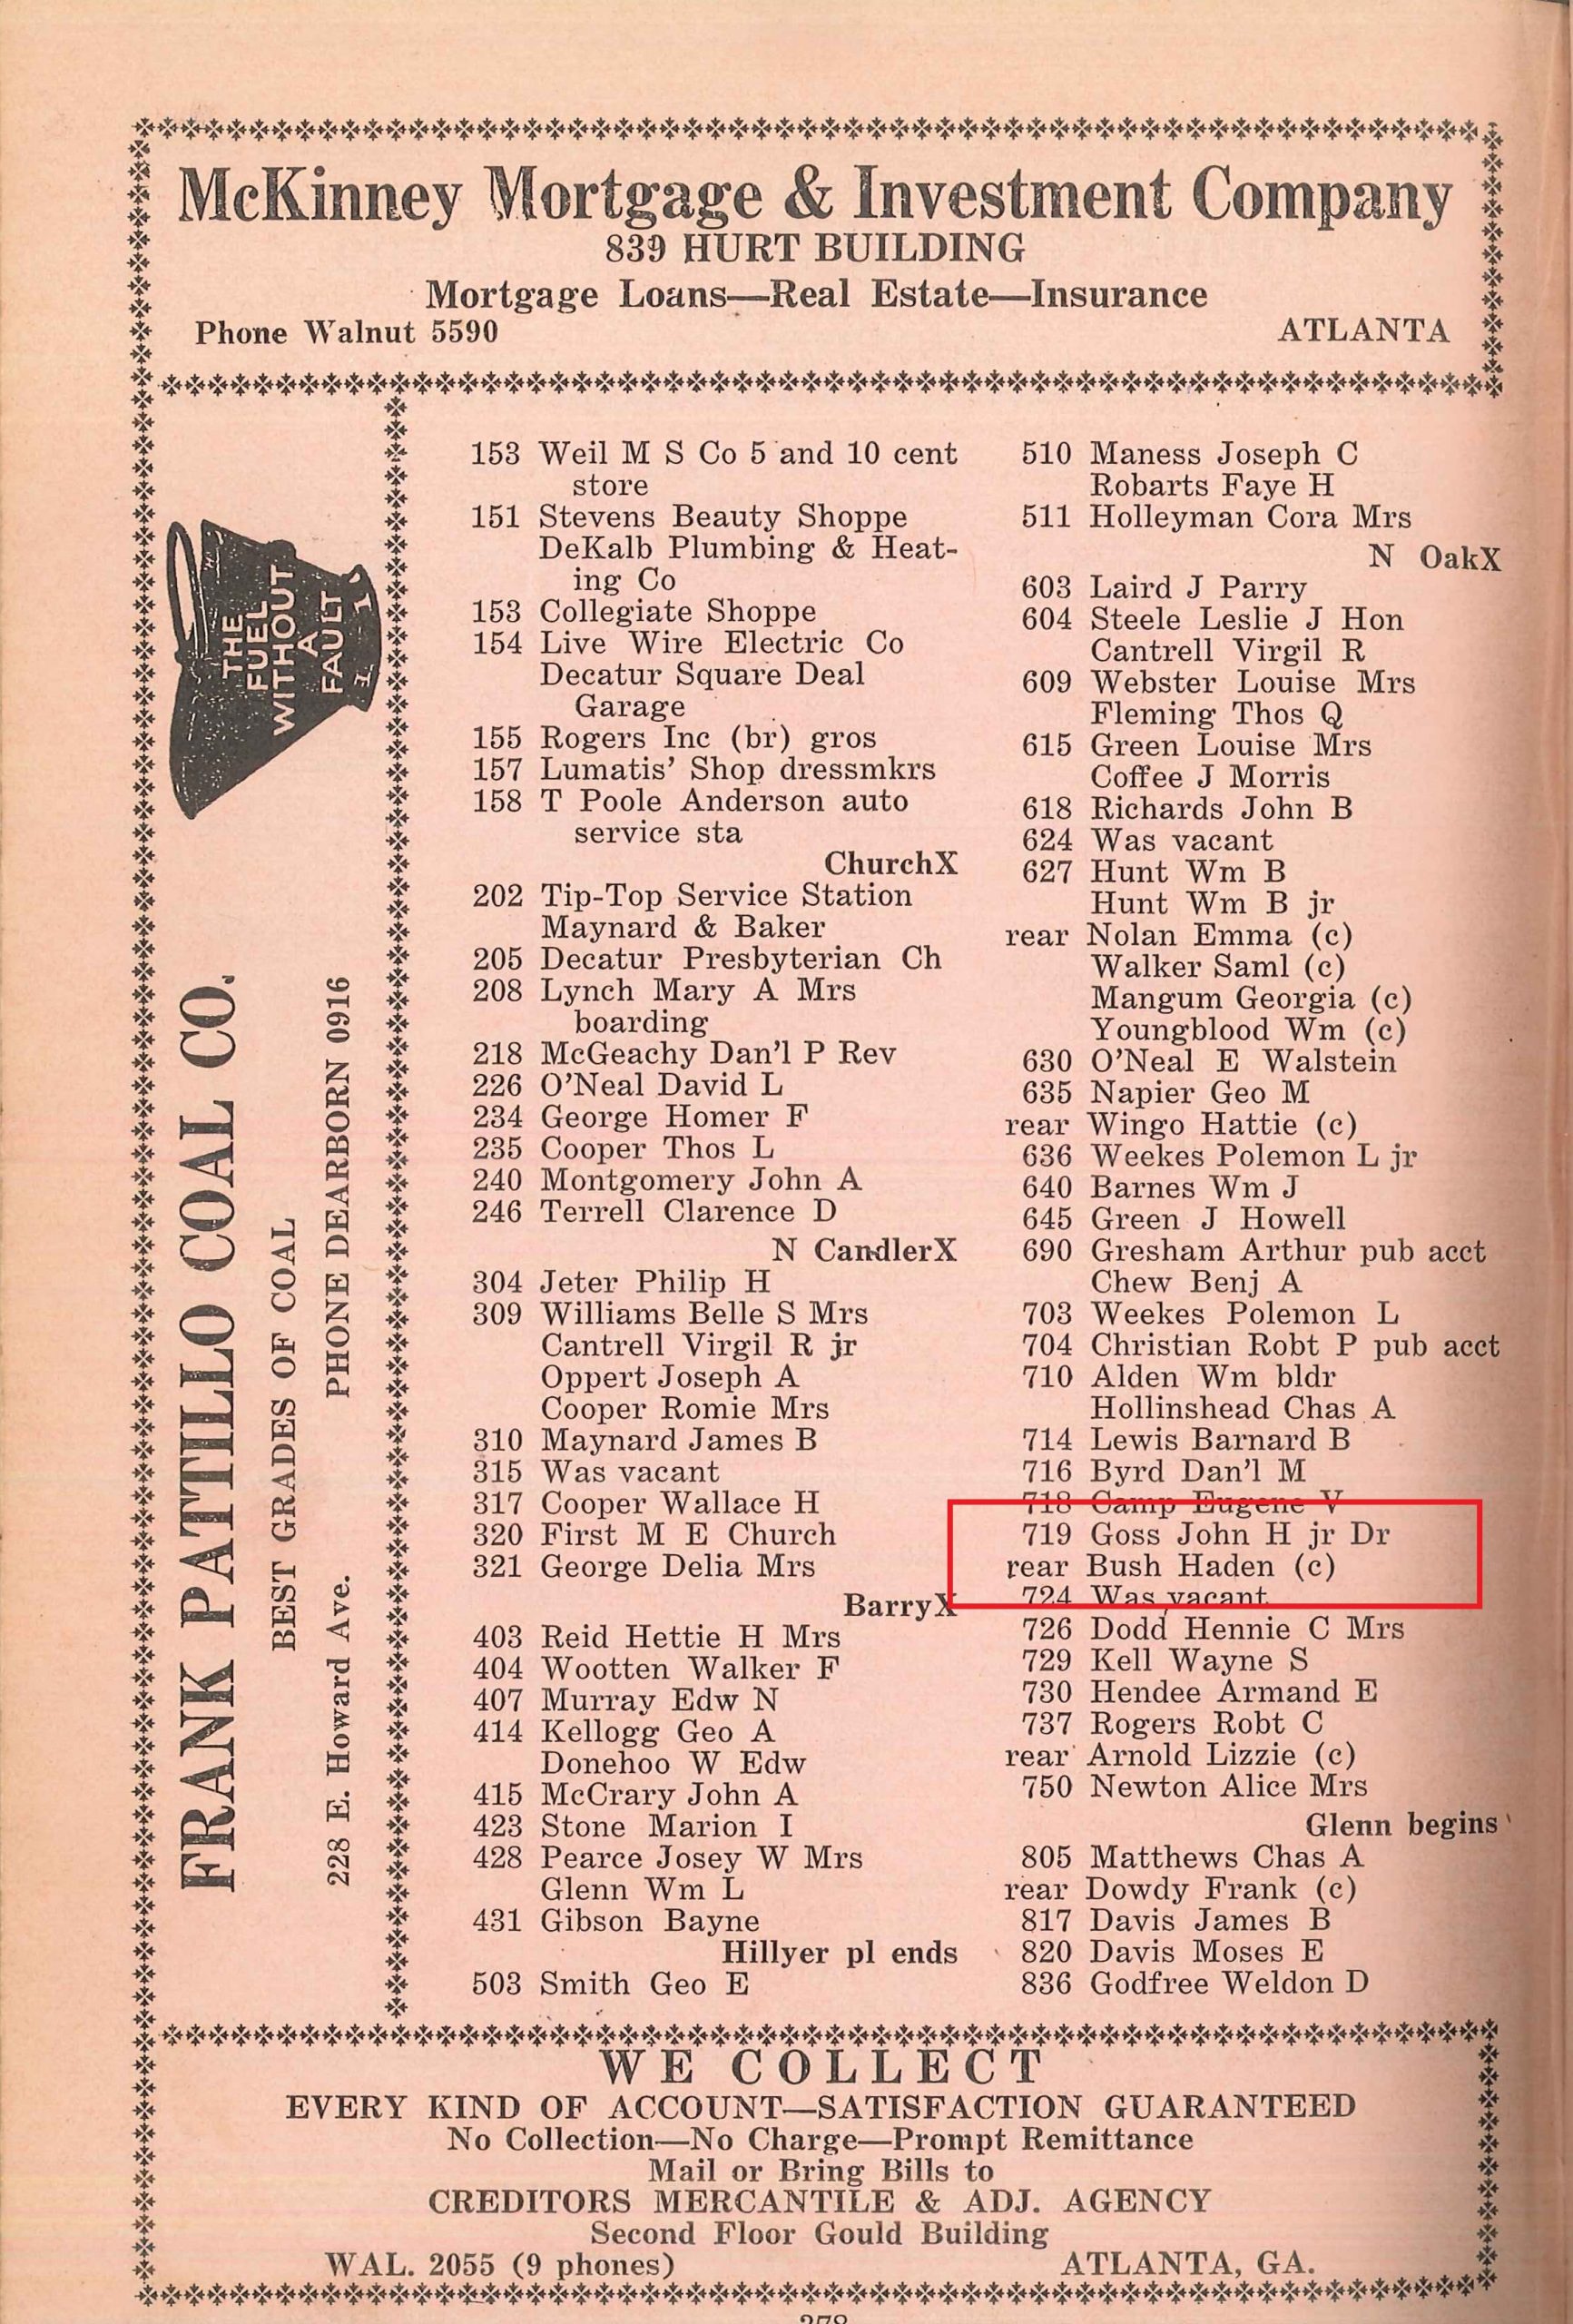 McKinney Mortgage & Investment Company
839 HURT BUILDING
Mortgage Loans—Real Estate—Insurance
Phone Walnut 5590 ATLANTA
THE
FUEL
WITHOUT
A
FAULT
FRANK PATTILLO COAL CO.
BEST GRADES OF COAL
228 E. Howard Ave. PHONE DEARBORN 0916
153 Weil M S Co 5 and 10 cent
store
151 Stevens Beauty Shoppe
DeKalb Plumbing & Heat-
ing Co
153 Collegiate Shoppe
154 Live Wire Electric Co
Decatur Square Deal
Garage
155 Rogers Inc (br) gros
157 Lumatis' Shop dressmkrs
158 T Poole Anderson auto
service sta
ChurchX
202 Tip-Top Service Station
Maynard & Baker
205 Decatur Presbyterian Ch
208 Lynch Mary A Mrs
boarding
218 McGeachy Dan'l P Rev
226 O'Neal David L
234 George Homer F
235 Cooper Thos L
240 Montgomery John A
246 Terrell Clarence D
N CandlerX
304 Jeter Philip H
309 Williams Belle S Mrs
Cantrell Virgil R jr
Oppert Joseph A
Cooper Romie Mrs
310 Maynard James B
315 Was vacant
317 Cooper Wallace H
320 First M E Church
321 George Delia Mrs
BarryX
403 Reid Hettie H Mrs
404 Wootten Walker F
407 Murray Edw N
414 Kellogg Geo A
Donehoo W Edw
415 McCrary John A
423 Stone Marion I
428 Pearce Josey W Mrs
Glenn Wm L
431 Gibson Bayne
Hillyer pl ends
503 Smith Geo E
510 Maness Joseph C
Robarts Faye H
511 Holleyman Cora Mrs
N OakX
603 Laird J Parry
604 Steele Leslie J Hon
Cantrell Virgil R
609 Webster Louise Mrs
Fleming Thos Q
615 Green Louise Mrs
Coffee J Morris
618 Richards John B
624 Was vacant
627 Hunt Wm B
Hunt Wm B jr
rear Nolan Emma (c)
Walker Saml (c)
Mangum Georgia (c)
Youngblood Wm (c)
630 O'Neal E Walstein
635 Napier Geo M
rear Wingo Hattie (c)
636 Weekes Polemon L jr
640 Barnes Wm J
645 Green J Howell
690 Gresham Arthur pub acct
Chew Benj A
703 Weekes Polemon L
704 Christian Robt P pub acct
710 Alden Wm bldr
Hollinshead Chas A
714 Lewis Barnard B
716 Byrd Dan'l M
718 Camp Eugene V
719 Goss John H jr Dr
rear Bush Haden (c)
724 Was vacant
726 Dodd Hennie C Mrs
729 Kell Wayne S
730 Hendee Armand E
737 Rogers Robt C
rear Arnold Lizzie (c)
750 Newton Alice Mrs
Glenn begins
805 Matthews Chas A
rear Dowdy Frank (c)
817 Davis James B
820 Davis Moses E
836 Godfree Weldon D
WE COLLECT
EVERY KIND OF ACCOUNT—SATISFACTION GUARANTEED
No Collection—No Charge—Prompt Remittance
Mail or Bring Bills to
CREDITORS MERCANTILE & ADJ. AGENCY
Second Floor Gould Building
WAL. 2055 (9 phones) ATLANTA, GA.